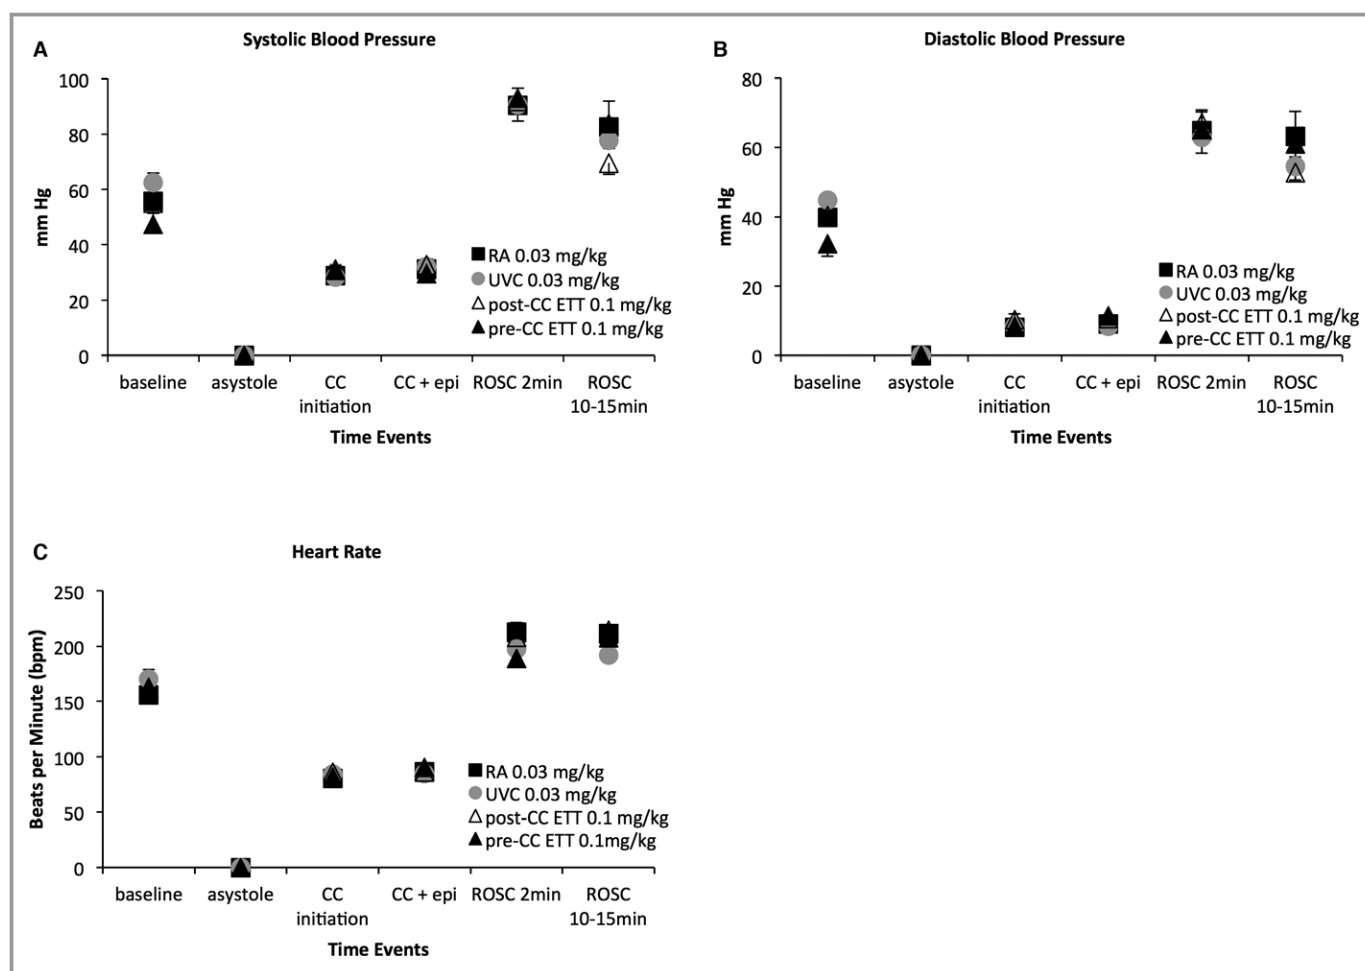 A
Systolic Blood Pressure
100
80
60
40
20
0
mm Hg
RA 0.03 mg/kg
UVC 0.03 mg/kg
post-CC ETT 0.1 mg/kg
pre-CC ETT 0.1 mg/kg
baseline
asystole
CC
initiation
CC + epi
ROSC 2min
ROSC
10-15min
Time Events
B
Diastolic Blood Pressure
80
60
40
20
0
mm Hg
RA 0.03 mg/kg
UVC 0.03 mg/kg
post-CC ETT 0.1 mg/kg
pre-CC ETT 0.1 mg/kg
baseline
asystole
CC
initiation
CC + epi
ROSC 2min
ROSC
10-15min
Time Events
C
Heart Rate
250
200
150
100
50
0
Beats per Minute (bpm)
RA 0.03 mg/kg
UVC 0.03 mg/kg
post-CC ETT 0.1 mg/kg
pre-CC ETT 0.1mg/kg
baseline
asystole
CC
initiation
CC + epi
ROSC 2min
ROSC
10-15min
Time Events